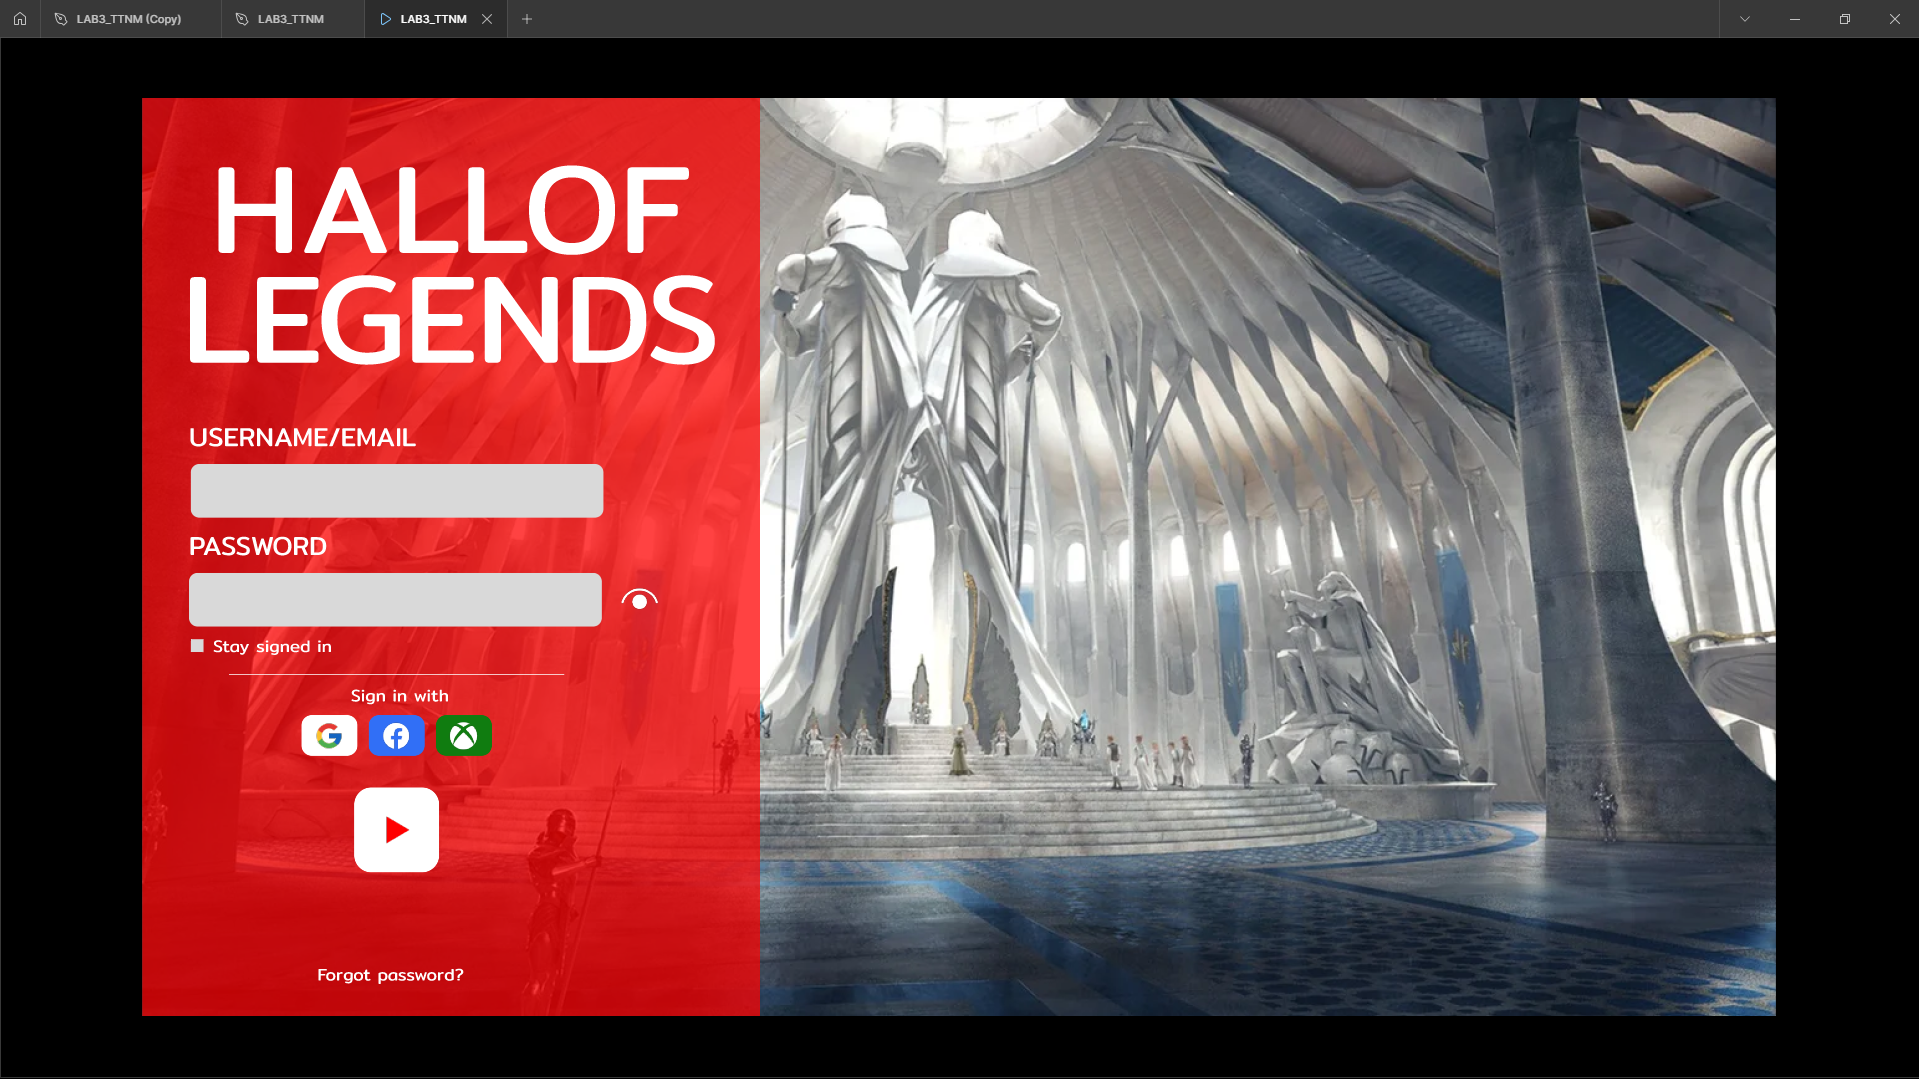 LAB3_TTNM (Copy)
LAB3_TTNM
LAB3_TTNM
HALLOF
LEGENDS
USERNAME/EMAIL
PASSWORD
Stay signed in
Sign in with
Forgot password?